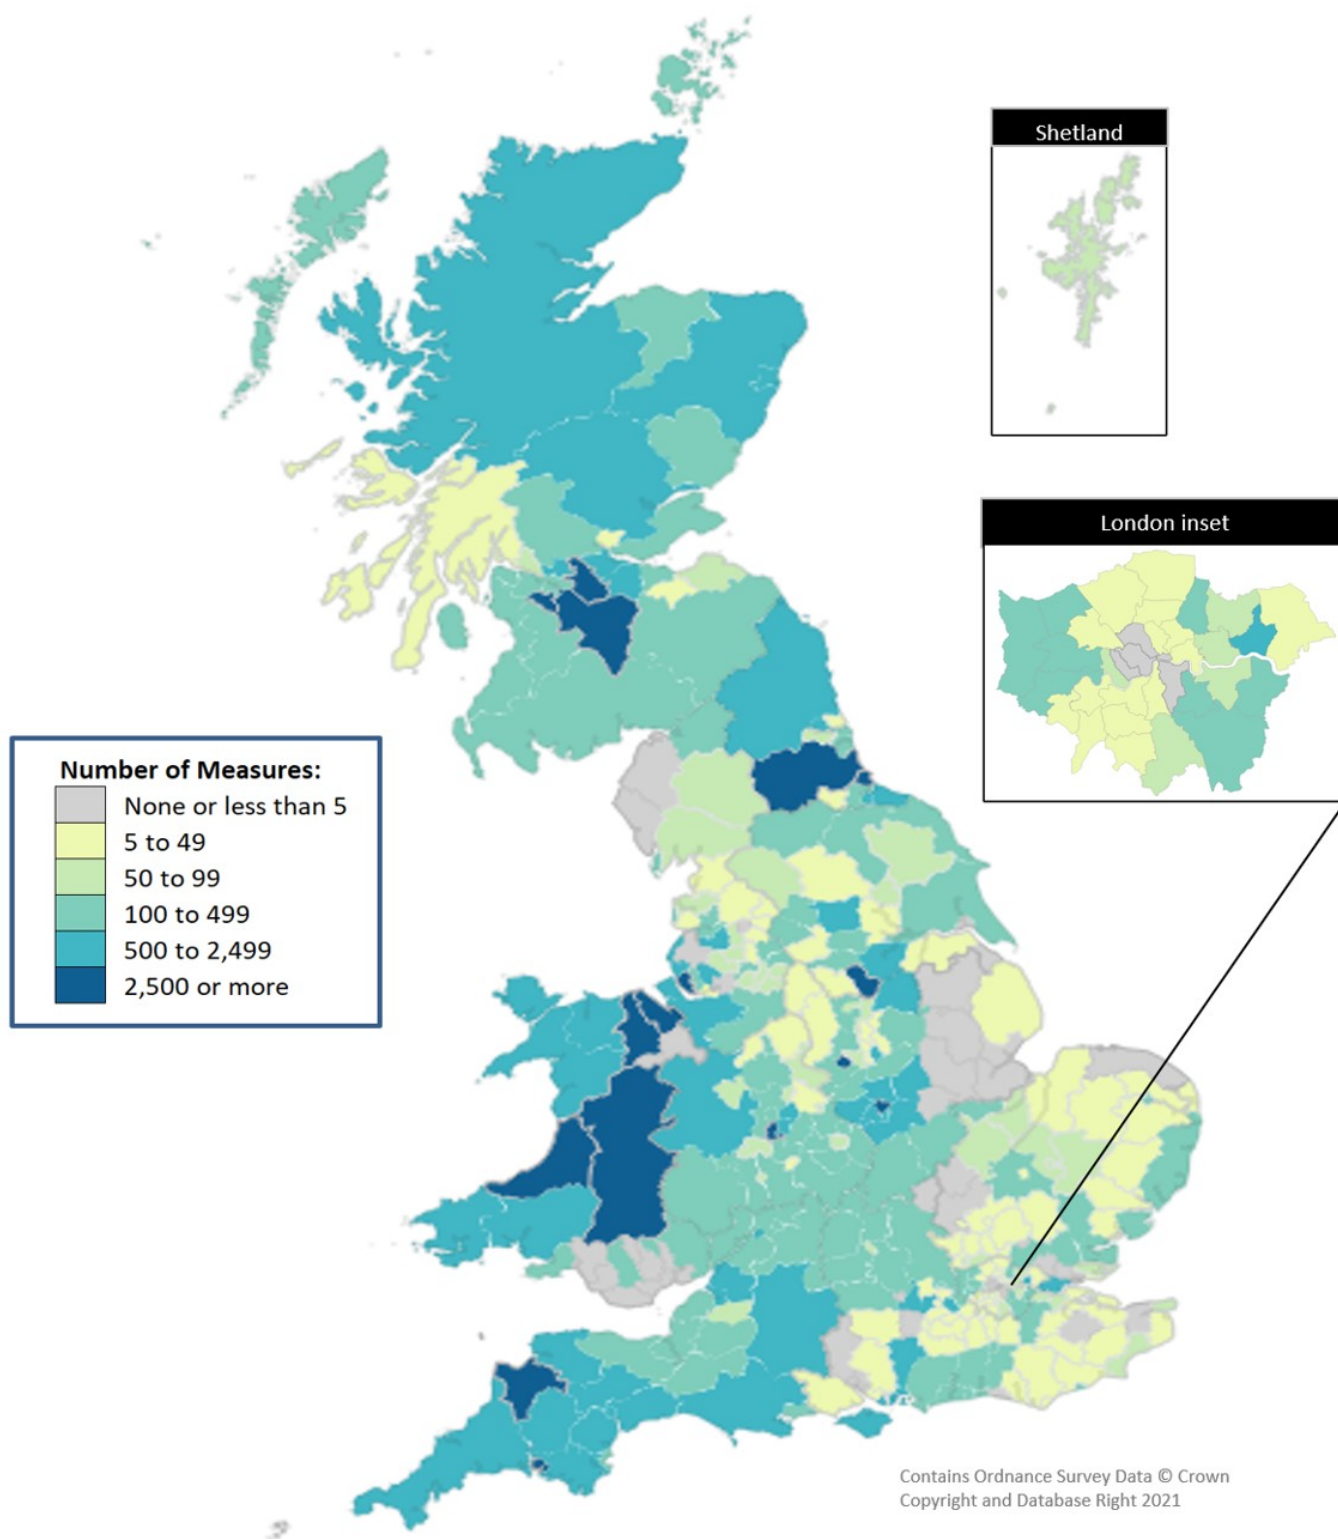 Shetland
London inset
Number of Measures:
None or less than 5
5 to 49
50 to 99
100 to 499
500 to 2,499
2,500 or more
Contains Ordnance Survey Data © Crown
Copyright and Database Right 2021